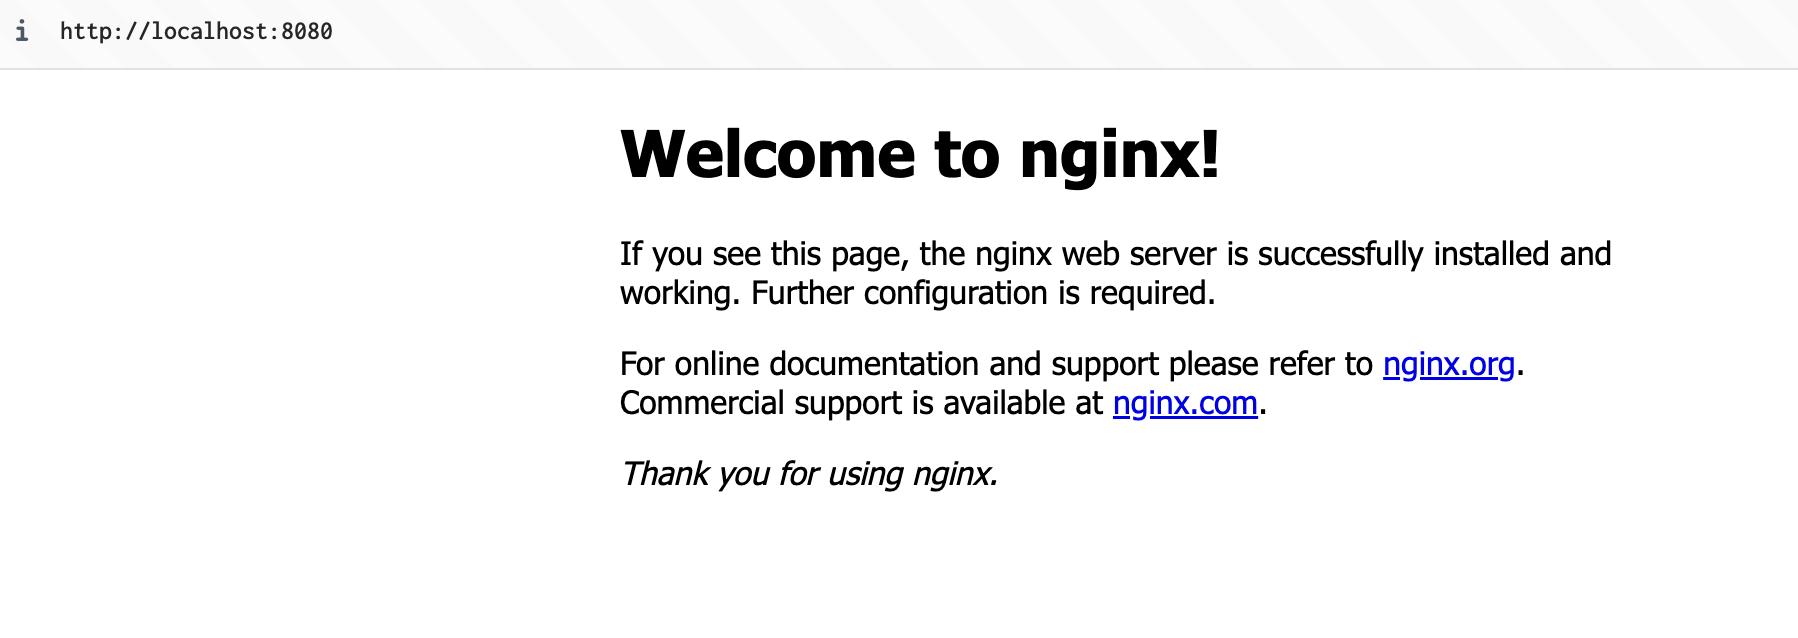 i http://localhost:8080
Welcome to nginx!
If you see this page, the nginx web server is successfully installed and
working. Further configuration is required.
For online documentation and support please refer to nginx.org.
Commercial support is available at nginx.com.
Thank you for using nginx.